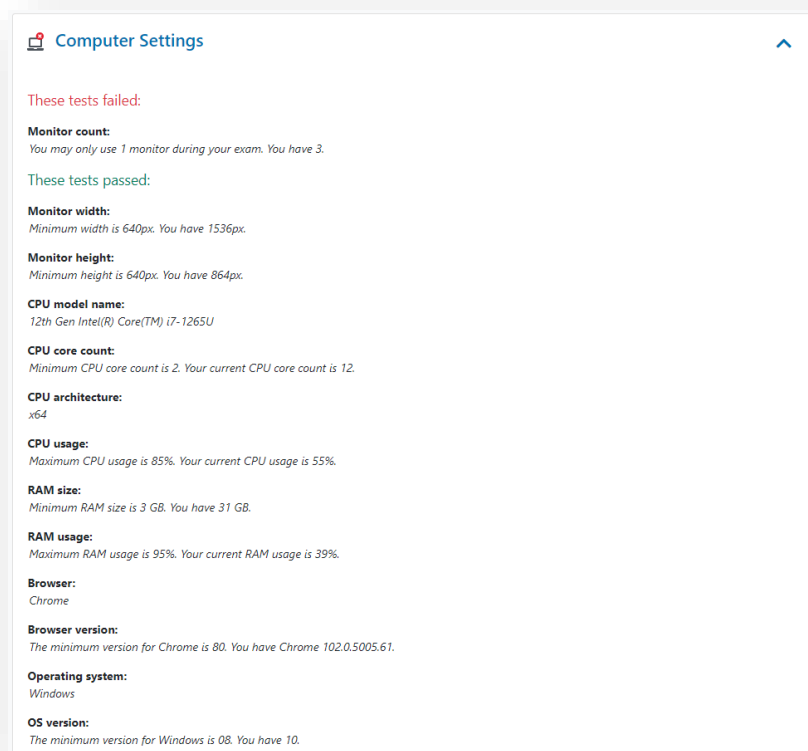 Computer Settings
These tests failed:
Monitor count:
You may only use 1 monitor during your exam. You have 3.
These tests passed:
Monitor width:
Minimum width is 640px. You have 1536px.
Monitor height:
Minimum height is 640px. You have 864px.
CPU model name:
12th Gen Intel(R) Core(TM) i7-1265U
CPU core count:
Minimum CPU core count is 2. Your current CPU core count is 12.
CPU architecture:
x64
CPU usage:
Maximum CPU usage is 85%. Your current CPU usage is 55%.
RAM size:
Minimum RAM size is 3 GB. You have 31 GB.
RAM usage:
Maximum RAM usage is 95%. Your current RAM usage is 39%.
Browser:
Chrome
Browser version:
The minimum version for Chrome is 80. You have Chrome 102.0.5005.61.
Operating system:
Windows
OS version:
The minimum version for Windows is 08. You have 10.